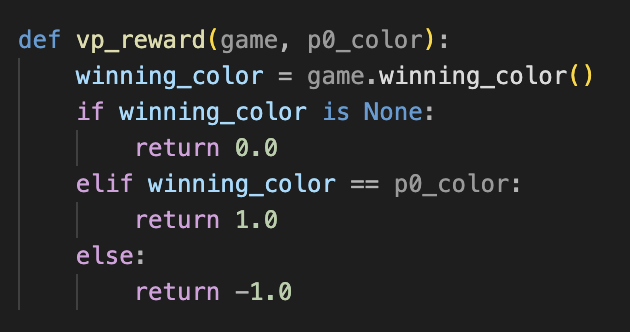 def vp_reward(game, p0_color):
    winning_color = game.winning_color()
    if winning_color is None:
        return 0.0
    elif winning_color == p0_color:
        return 1.0
    else:
        return -1.0